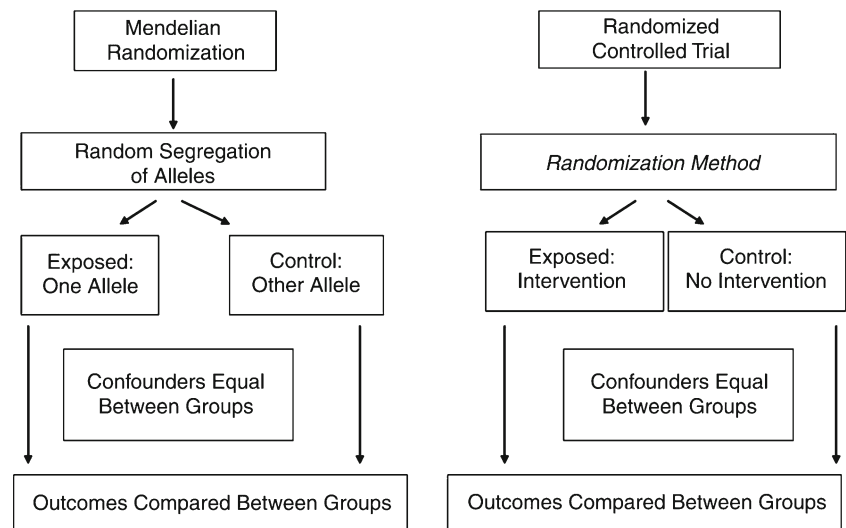 Mendelian
Randomization
Random Segregation
of Alleles
Exposed:
One Allele
Control:
Other Allele
Confounders Equal
Between Groups
Outcomes Compared Between Groups
Randomized
Controlled Trial
Randomization Method
Exposed:
Intervention
Control:
No Intervention
Confounders Equal
Between Groups
Outcomes Compared Between Groups